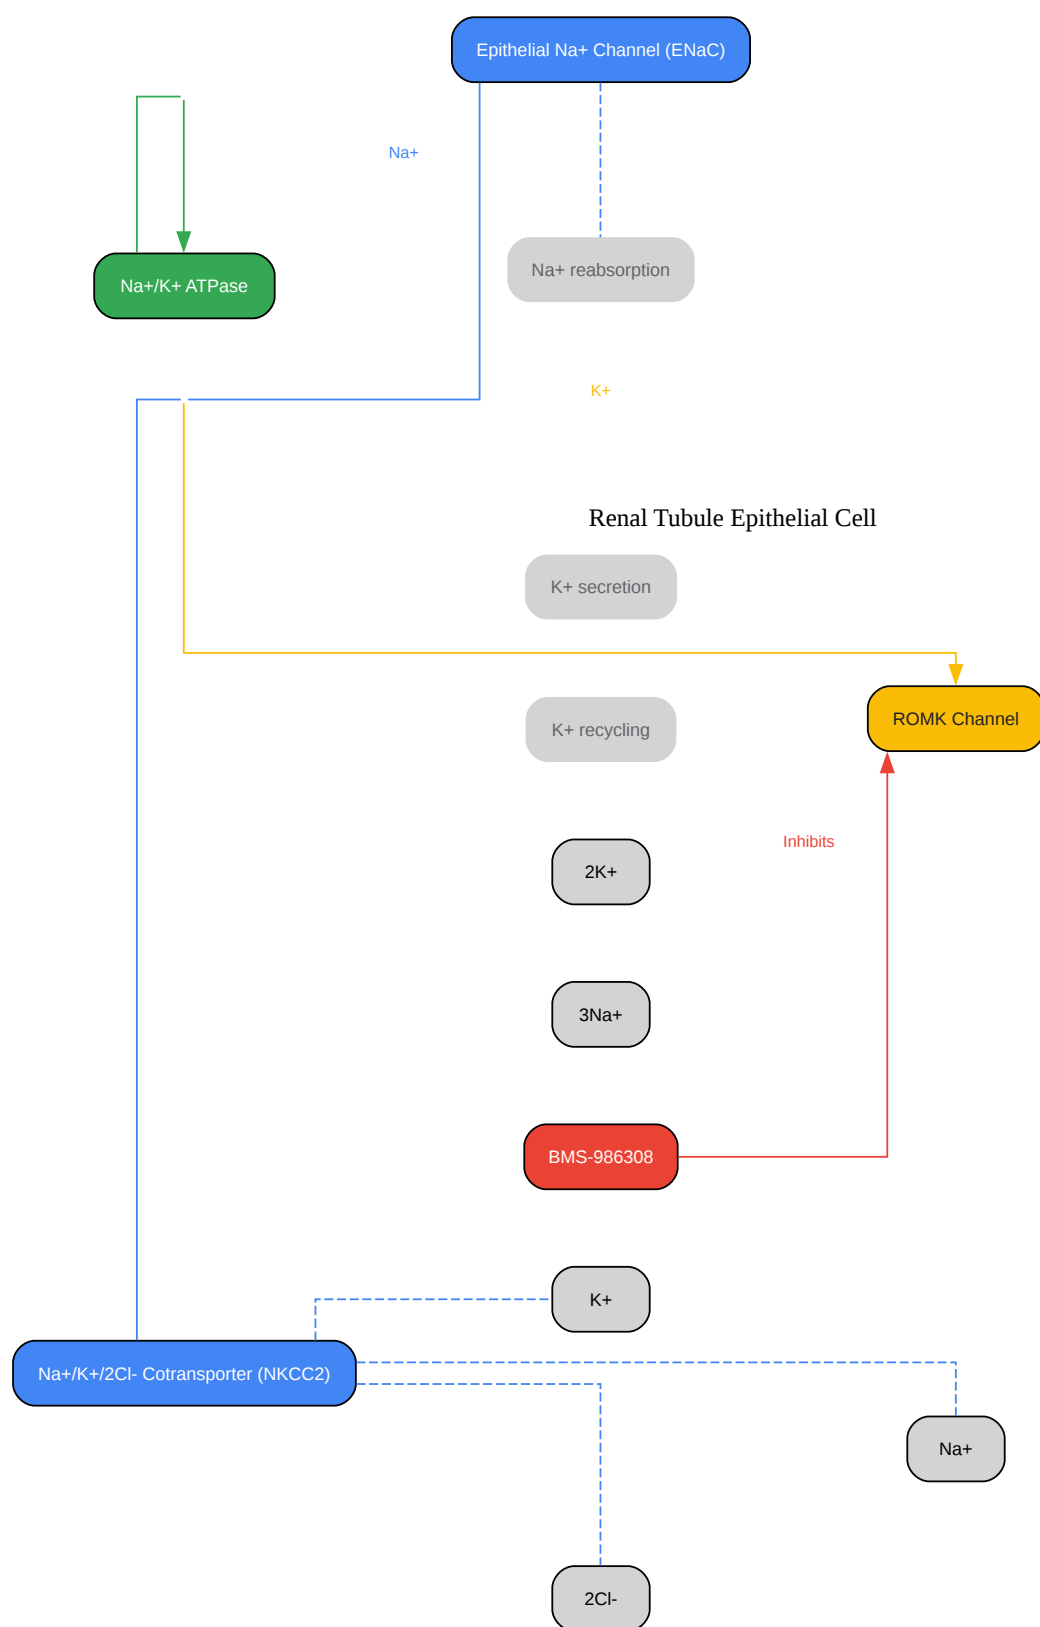 Epithelial Na+ Channel (ENaC)
Na+
Na+ reabsorption
Na+/K+ ATPase
K+
Renal Tubule Epithelial Cell
K+ secretion
K+ recycling
ROMK Channel
Inhibits
2K+
3Na+
BMS-986308
K+
Na+/K+/2Cl- Cotransporter (NKCC2)
Na+
2Cl-